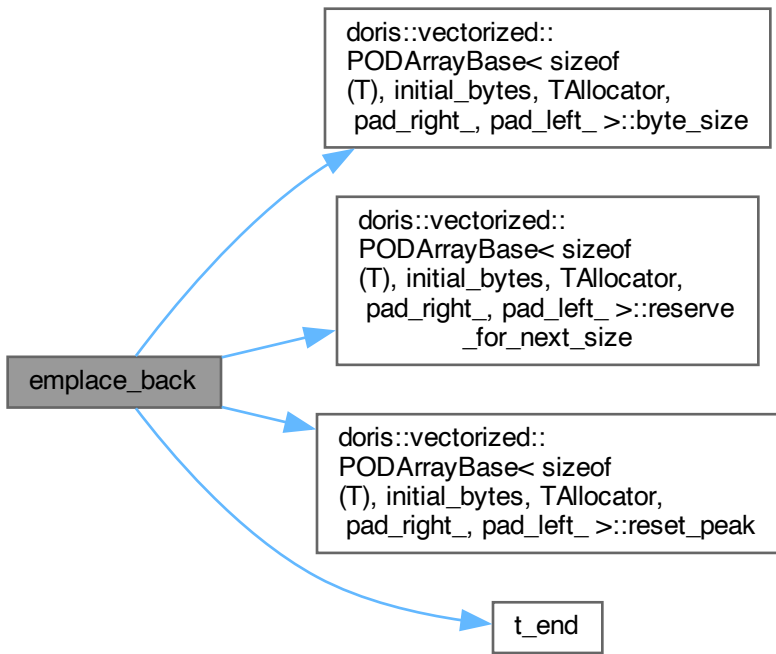 doris::vectorized::
PODArrayBase< sizeof
(T), initial_bytes, TAllocator,
pad_right_, pad_left_ >::byte_size
doris::vectorized::
PODArrayBase< sizeof
(T), initial_bytes, TAllocator,
pad_right_, pad_left_ >::reserve
_for_next_size
emplace_back
doris::vectorized::
PODArrayBase< sizeof
(T), initial_bytes, TAllocator,
pad_right_, pad_left_ >::reset_peak
t_end